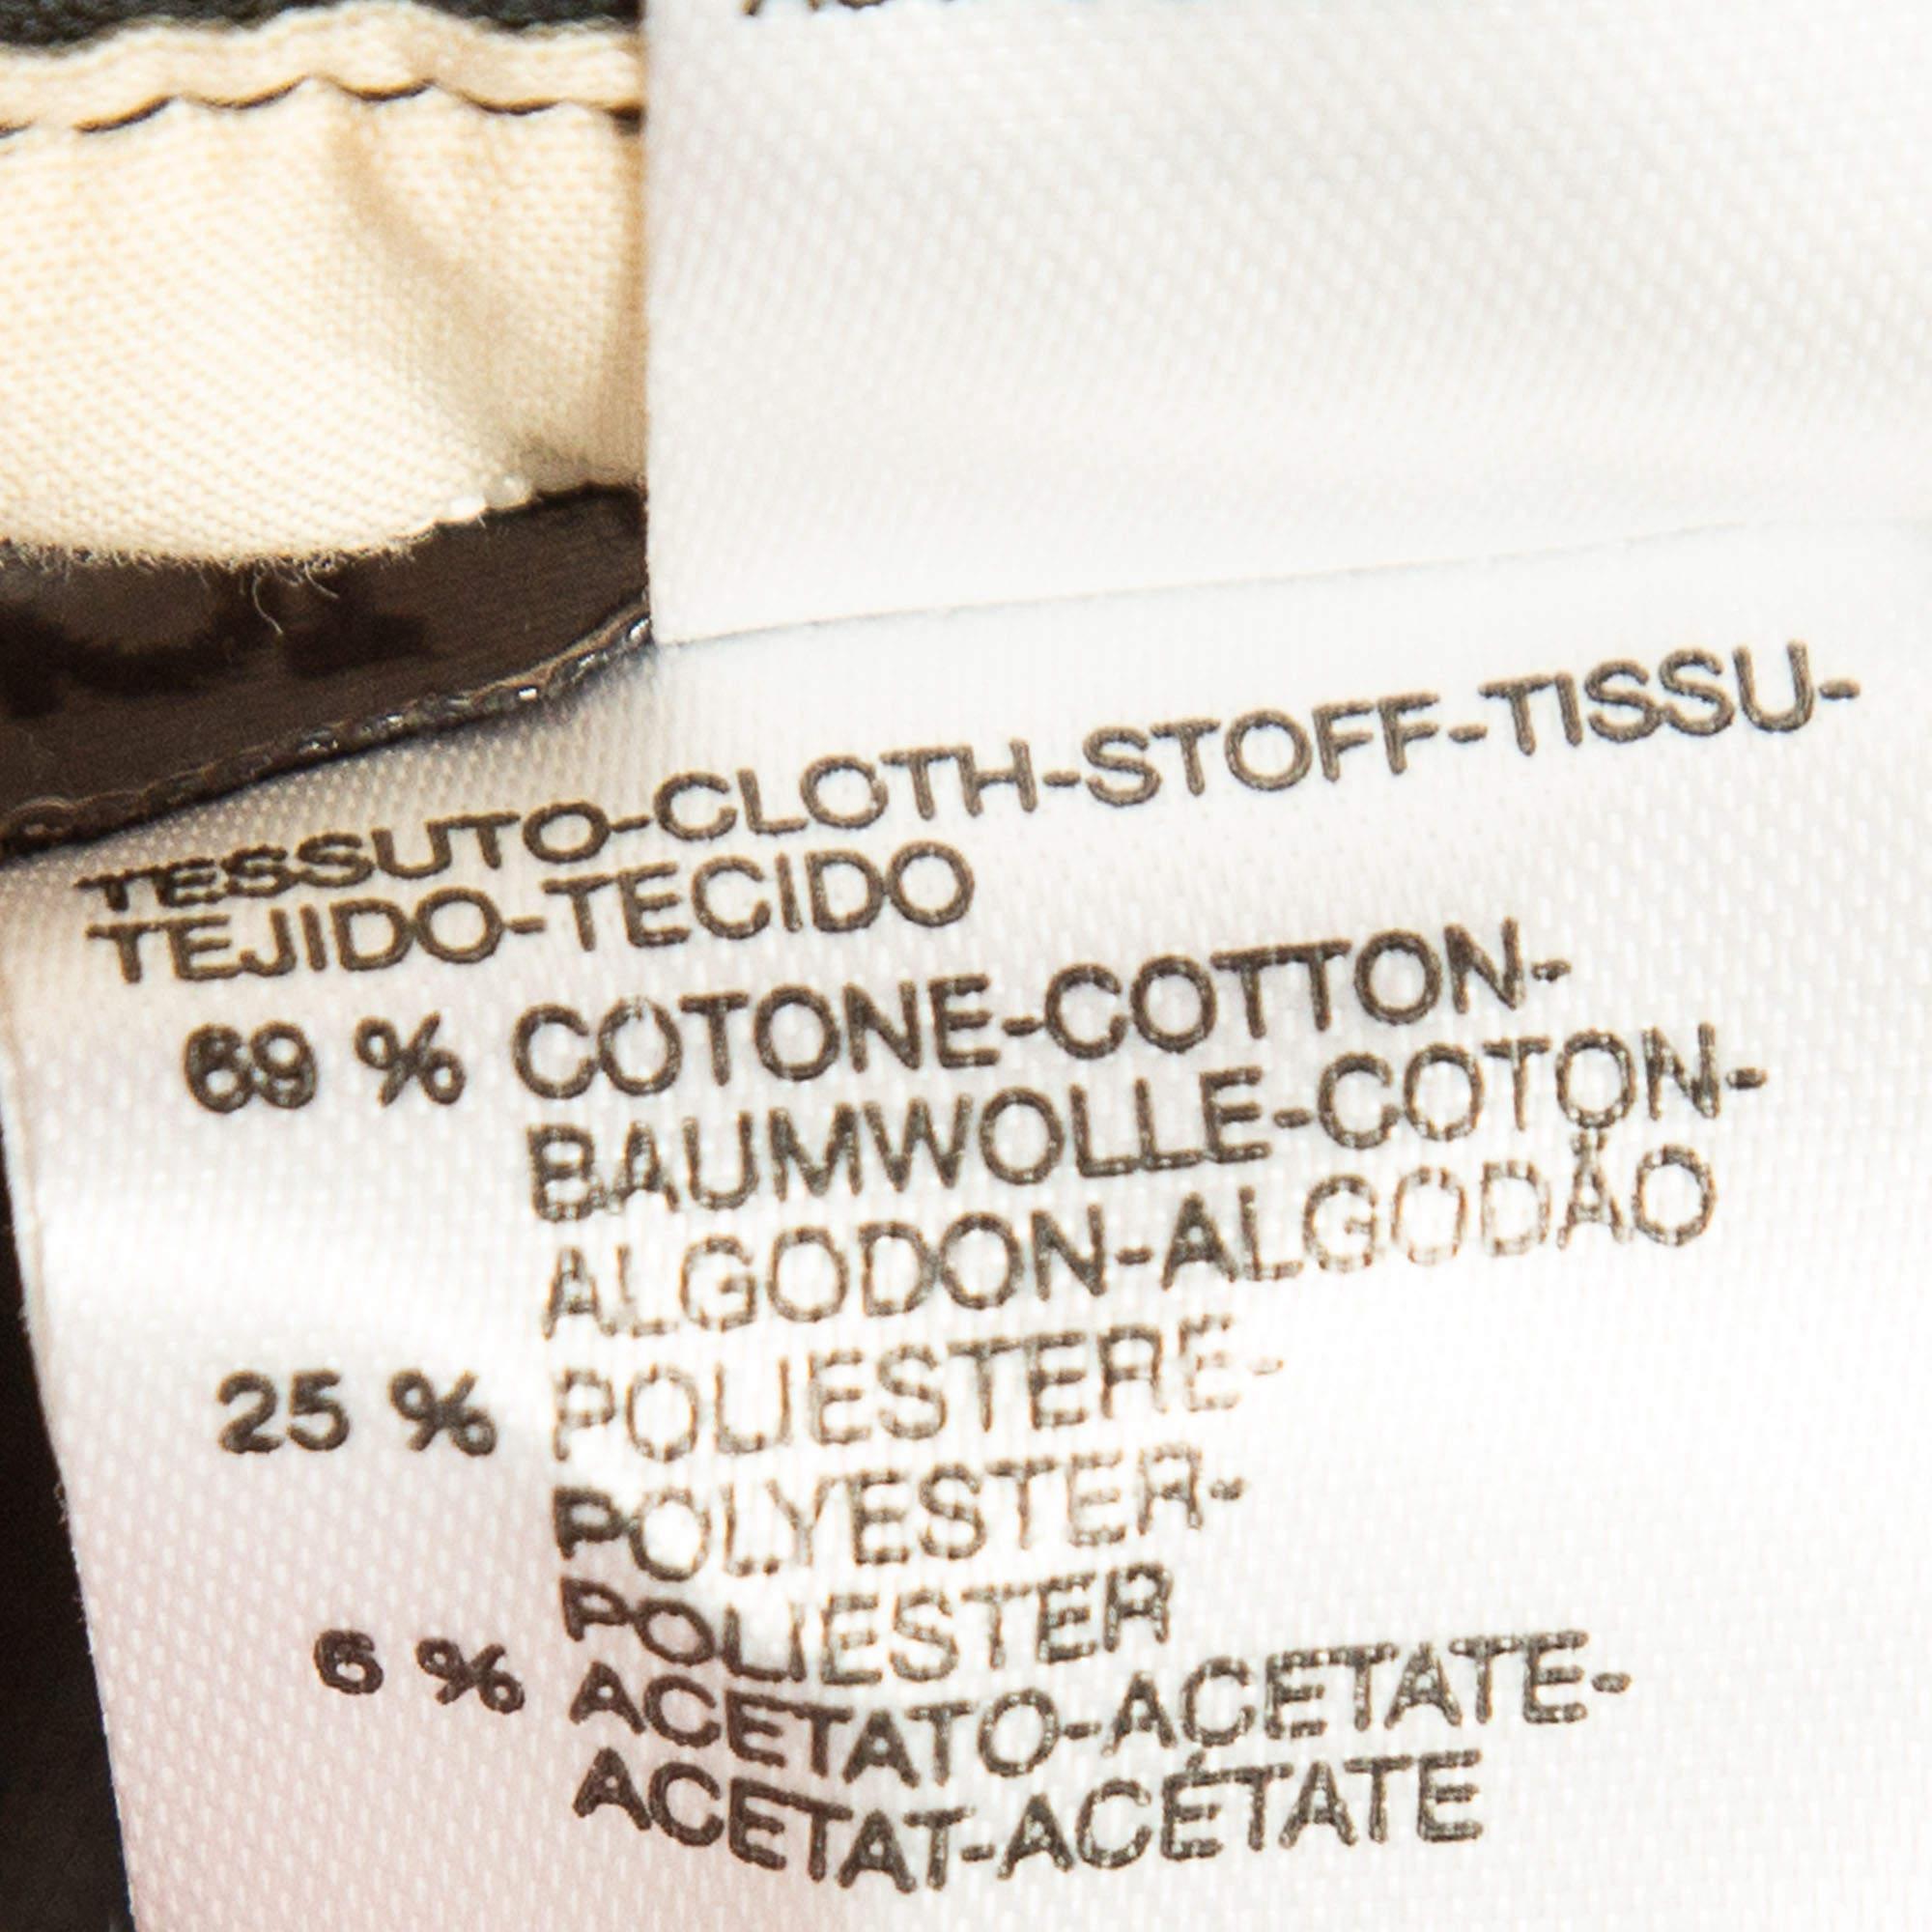 TESSUTO-CLOTH-STOFF-TISSU-
TEJIDO-TECIDO
69 % COTONE-COTTON-
BAUMWOLLE-COTON-
ALGODON-ALGODÃO
25 % POLIESTERE-
POLYESTER-
POLIESTER
6 % ACETATO-ACETATE-
ACETAT-ACÉTATE